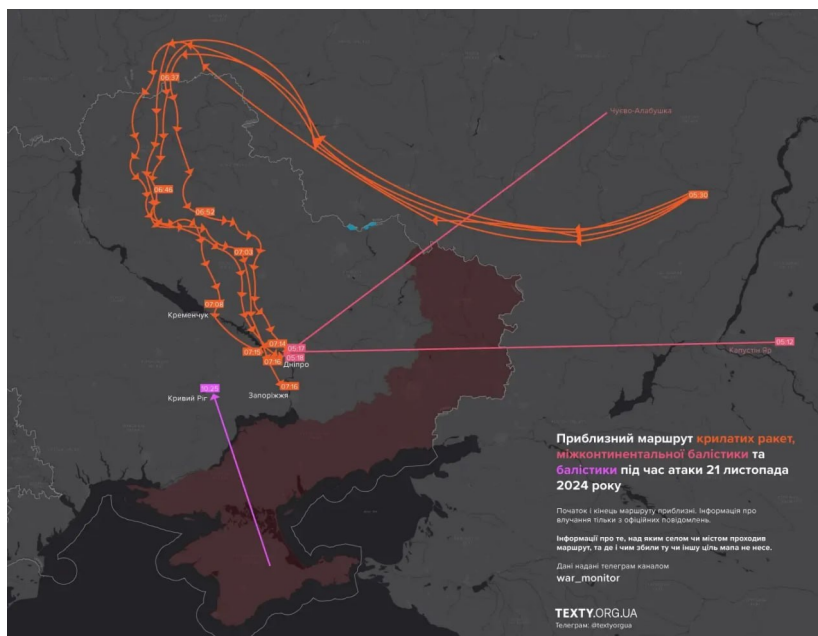 06:37
Чуєво-Алабушка
06:46
05:30
06:52
07:03
07:08
Кременчук
07:14
05:17
07:15
05:18
07:16
Дніпро
05:12
Капустін Яр
07:16
Запоріжжя
10:25
Кривий Ріг
Приблизний маршрут крилатих ракет,
міжконтинентальної балістики та
балістики під час атаки 21 листопада
2024 року
Початок і кінець маршруту приблизні. Інформація про
влучання тільки з офіційних повідомлень.
Інформації про те, над яким селом чи містом проходив
маршрут, та де і чим збили ту чи іншу ціль мапа не несе.
Дані надані телеграм каналом
war_monitor
TEXTY.ORG.UA
Телеграм: @textyorgua